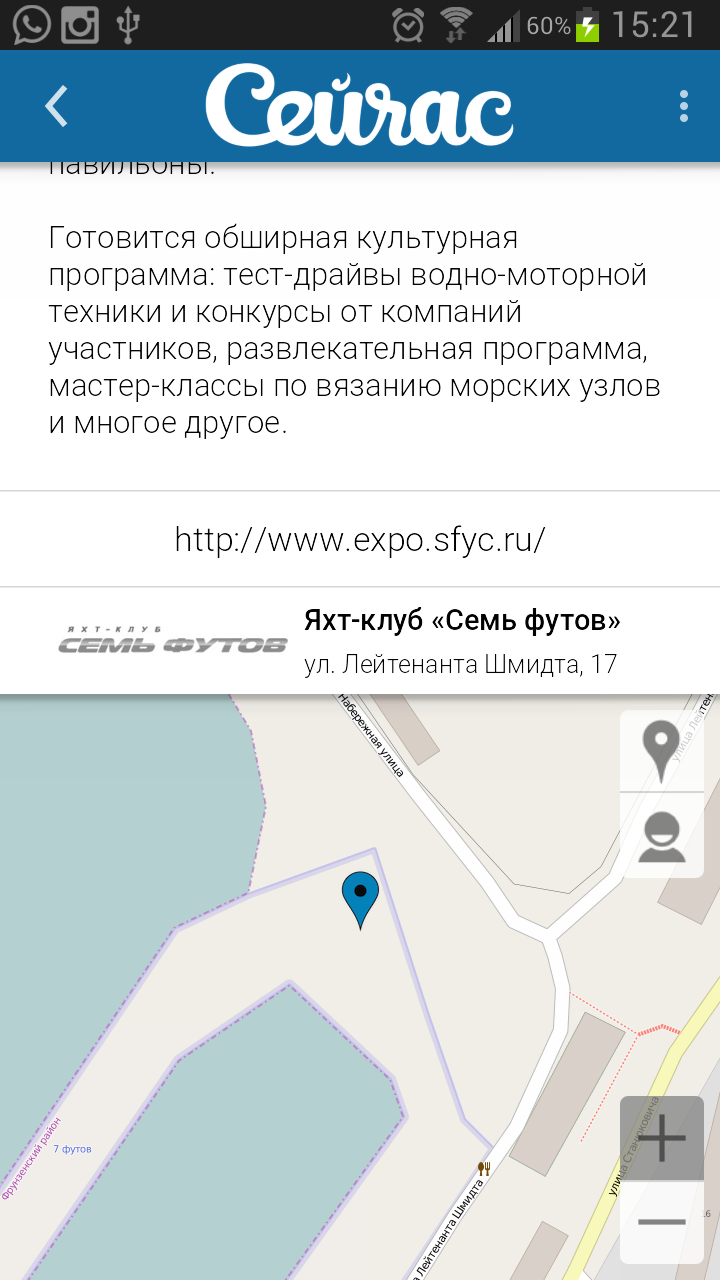 60% 15:21
Сейчас
павильоны.
Готовится обширная культурная
программа: тест-драйвы водно-моторной
техники и конкурсы от компаний
участников, развлекательная программа,
мастер-классы по вязанию морских узлов
и многое другое.
http://www.expo.sfyc.ru/
ЯХТ-КЛУБ
СЕМЬ ФУТОВ
Яхт-клуб «Семь футов»
ул. Лейтенанта Шмидта, 17
Набережная улица
улица Лейтен
Фрунзенский район
7 футов
а Лейтенанта Шмидта
улица Станюковича